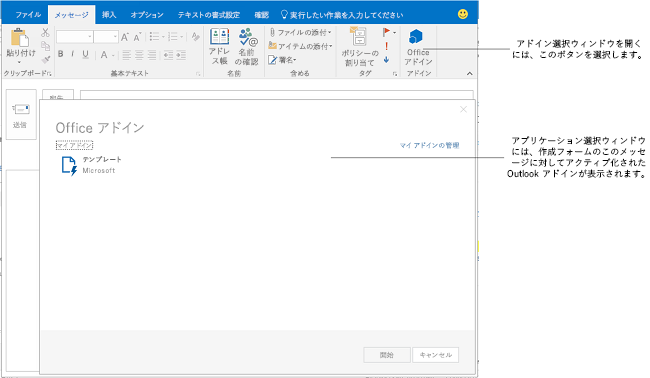 ファイル メッセージ 挿入 オプション テキストの書式設定 確認 実行したい作業を入力してください
貼り付け
クリップボード
B I U A
基本テキスト
アドレ
ス帳
名前
の確認
名前
ファイルの添付
アイテムの添付
署名
含める
ポリシーの
割り当て
タグ
Office
アドイン
アドイン
アドイン選択ウィンドウを開く
には、このボタンを選択します。
送信
宛先
Office アドイン
マイ アドイン
マイ アドインの管理
テンプレート
Microsoft
アプリケーション選択ウィンドウ
には、作成フォームのこのメッセ
ージに対してアクティブ化された
Outlook アドインが表示されます。
開始 キャンセル